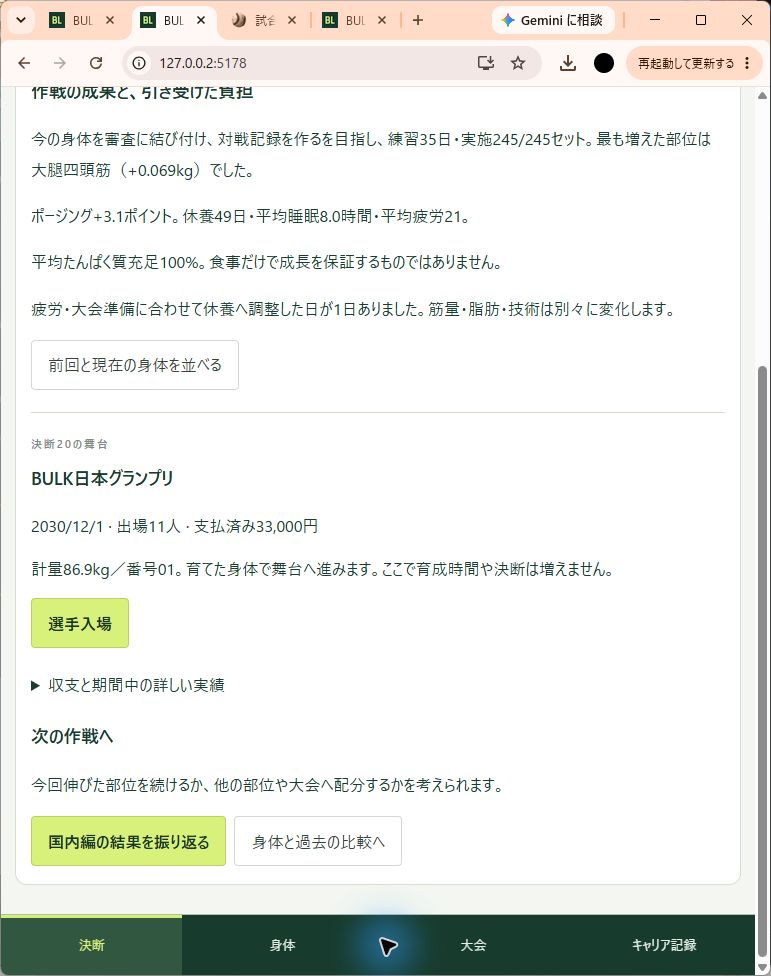 BL BUL
BL BUL
試合
BL BUL
Gemini に相談
127.0.0.2:5178
再起動して更新する
作戦の成果と、引き受けた負担
今の身体を審査に結び付け、対戦記録を作るを目指し、練習35日・実施245/245セット。最も増えた部位は
大腿四頭筋（+0.069kg）でした。
ポージング+3.1ポイント。休養49日・平均睡眠8.0時間・平均疲労21。
平均たんぱく質充足100%。食事だけで成長を保証するものではありません。
疲労・大会準備に合わせて休養へ調整した日が1日ありました。筋量・脂肪・技術は別々に変化します。
前回と現在の身体を並べる
決断20の舞台
BULK日本グランプリ
2030/12/1 · 出場11人 · 支払済み33,000円
計量86.9kg／番号01。育てた身体で舞台へ進みます。ここで育成時間や決断は増えません。
選手入場
▶ 収支と期間中の詳しい実績
次の作戦へ
今回伸びた部位を続けるか、他の部位や大会へ配分するかを考えられます。
国内編の結果を振り返る 身体と過去の比較へ
決断 身体 大会 キャリア記録